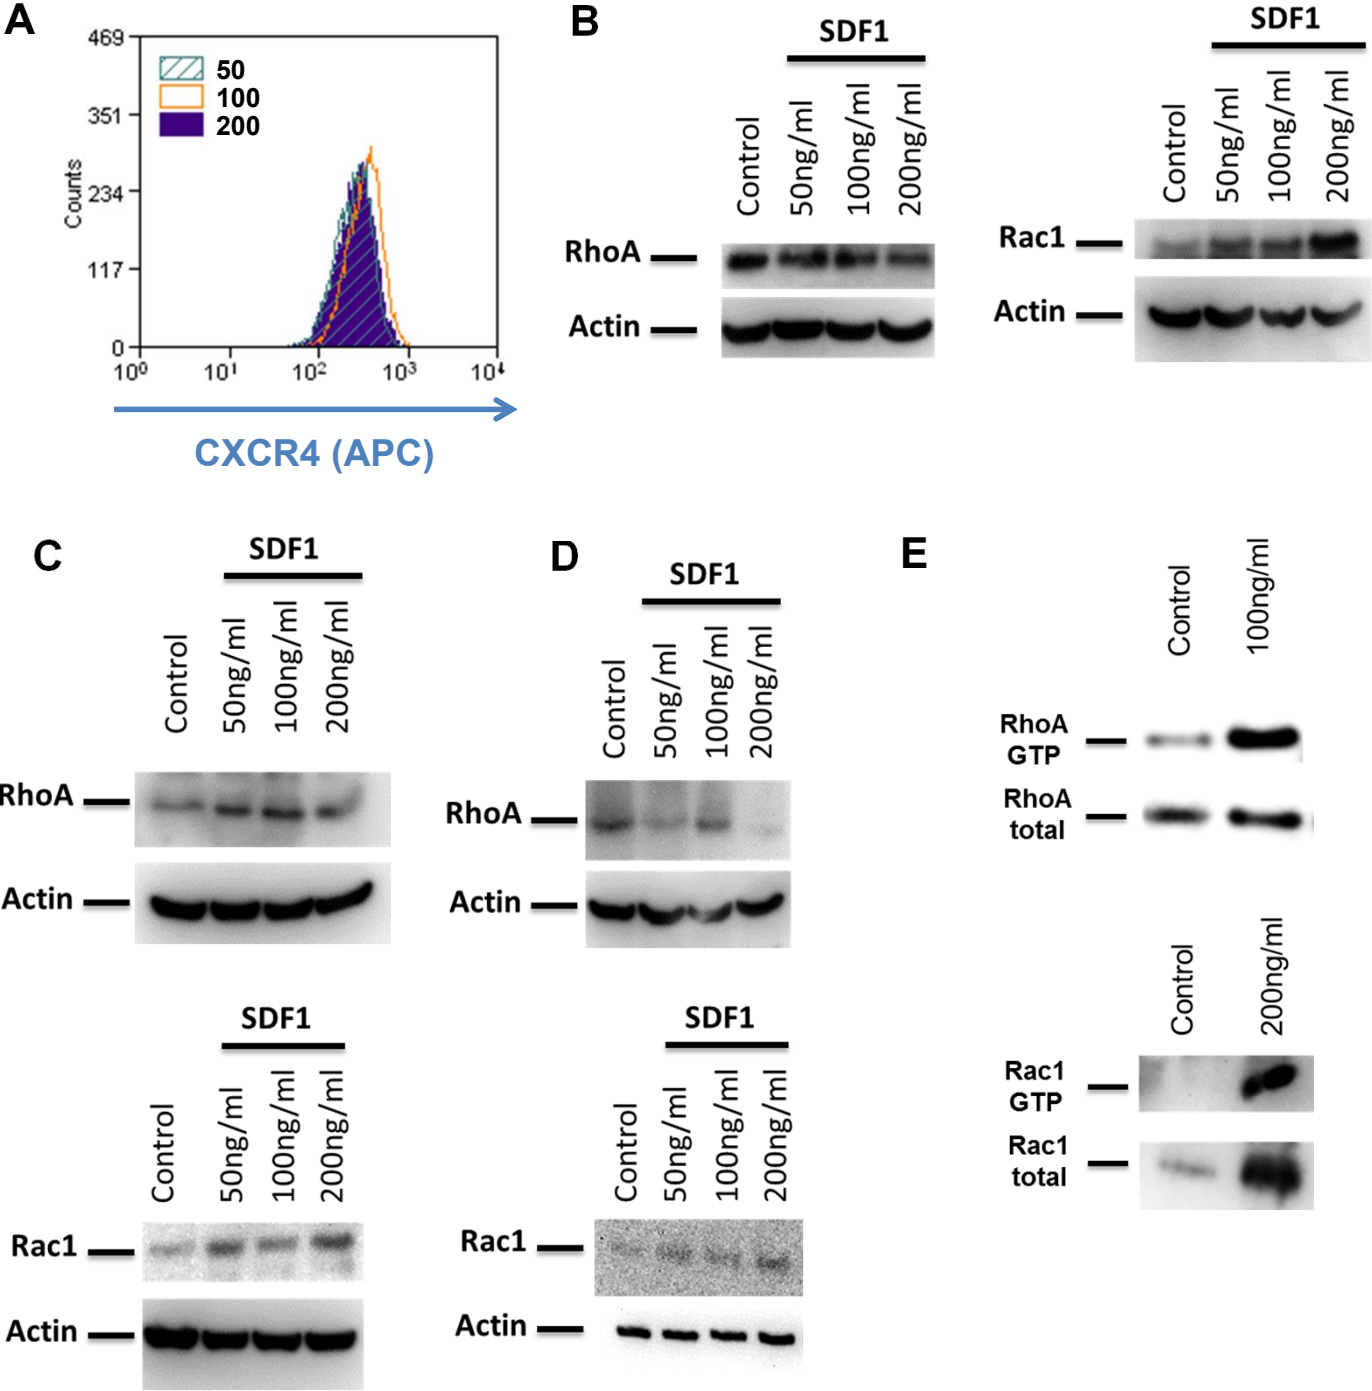 A
469
351
234
117
0
Counts
50
100
200
10⁰ 10¹ 10² 10³ 10⁴
CXCR4 (APC)
B
SDF1
Control
50ng/ml
100ng/ml
200ng/ml
RhoA
Actin
SDF1
Control
50ng/ml
100ng/ml
200ng/ml
Rac1
Actin
C
SDF1
Control
50ng/ml
100ng/ml
200ng/ml
RhoA
Actin
SDF1
Control
50ng/ml
100ng/ml
200ng/ml
Rac1
Actin
D
SDF1
Control
50ng/ml
100ng/ml
200ng/ml
RhoA
Actin
SDF1
Control
50ng/ml
100ng/ml
200ng/ml
Rac1
Actin
E
Control
100ng/ml
RhoA
GTP
RhoA
total
Control
200ng/ml
Rac1
GTP
Rac1
total